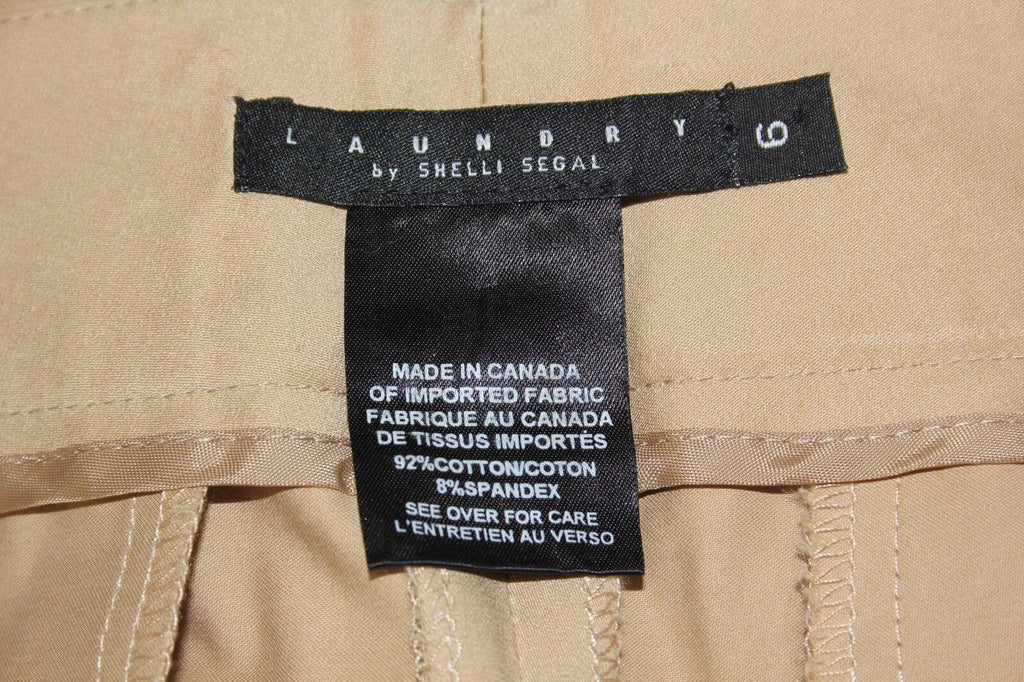 LAUNDRY
by SHELLI SEGAL
6
MADE IN CANADA
OF IMPORTED FABRIC
FABRIQUE AU CANADA
DE TISSUS IMPORTÉS
92%COTTON/COTON
8%SPANDEX
SEE OVER FOR CARE
L'ENTRETIEN AU VERSO